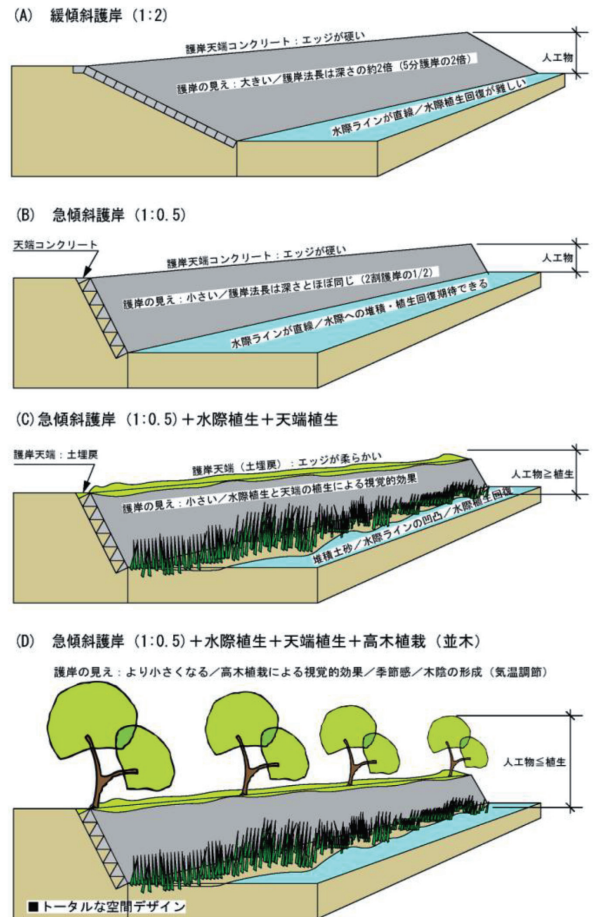 (A) 緩傾斜護岸 (1:2)
護岸天端コンクリート:エッジが硬い
人工物
護岸の見え:大きい/護岸法長は深さの約2倍(5分護岸の2倍)
水際ラインが直線/水際植生回復が難しい
(B) 急傾斜護岸 (1:0.5)
天端コンクリート
護岸天端コンクリート:エッジが硬い
人工物
護岸の見え:小さい/護岸法長は深さとほぼ同じ(2割護岸の1/2)
水際ラインが直線/水際への堆積・植生回復期待できる
(C)急傾斜護岸 (1:0.5)+水際植生+天端植生
護岸天端:土埋戻
護岸天端(土埋戻):エッジが柔らかい
人工物≧植生
護岸の見え:小さい/水際植生と天端の植生による視覚的効果
堆積土砂/水際ラインの凹凸/水際植生回復
(D) 急傾斜護岸 (1:0.5)+水際植生+天端植生+高木植栽(並木)
護岸の見え:より小さくなる/高木植栽による視覚的効果/季節感/木陰の形成(気温調節)
人工物≦植生
■トータルな空間デザイン